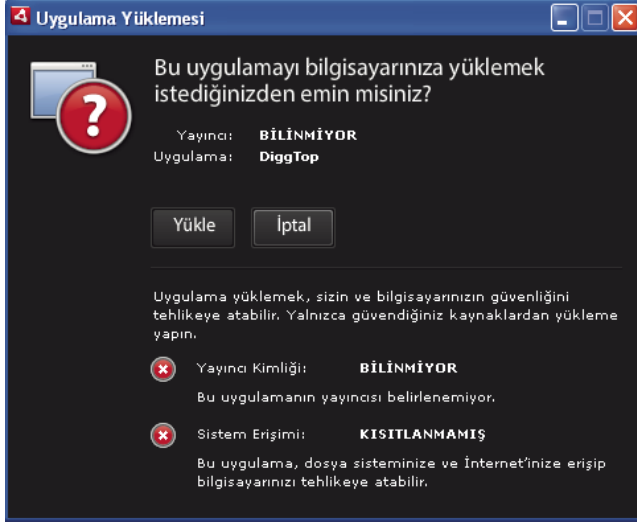 Uygulama Yüklemesi
Bu uygulamayı bilgisayarınıza yüklemek
istediğinizden emin misiniz?
Yayıncı: BİLİNMİYOR
Uygulama: DiggTop
Yükle İptal
Uygulama yüklemek, sizin ve bilgisayarınızın güvenliğini
tehlikeye atabilir. Yalnızca güvendiğiniz kaynaklardan yükleme
yapın.
Yayıncı Kimliği: BİLİNMİYOR
Bu uygulamanın yayıncısı belirlenemiyor.
Sistem Erişimi: KISITLANMAMIŞ
Bu uygulama, dosya sisteminize ve İnternet'inize erişip
bilgisayarınızı tehlikeye atabilir.